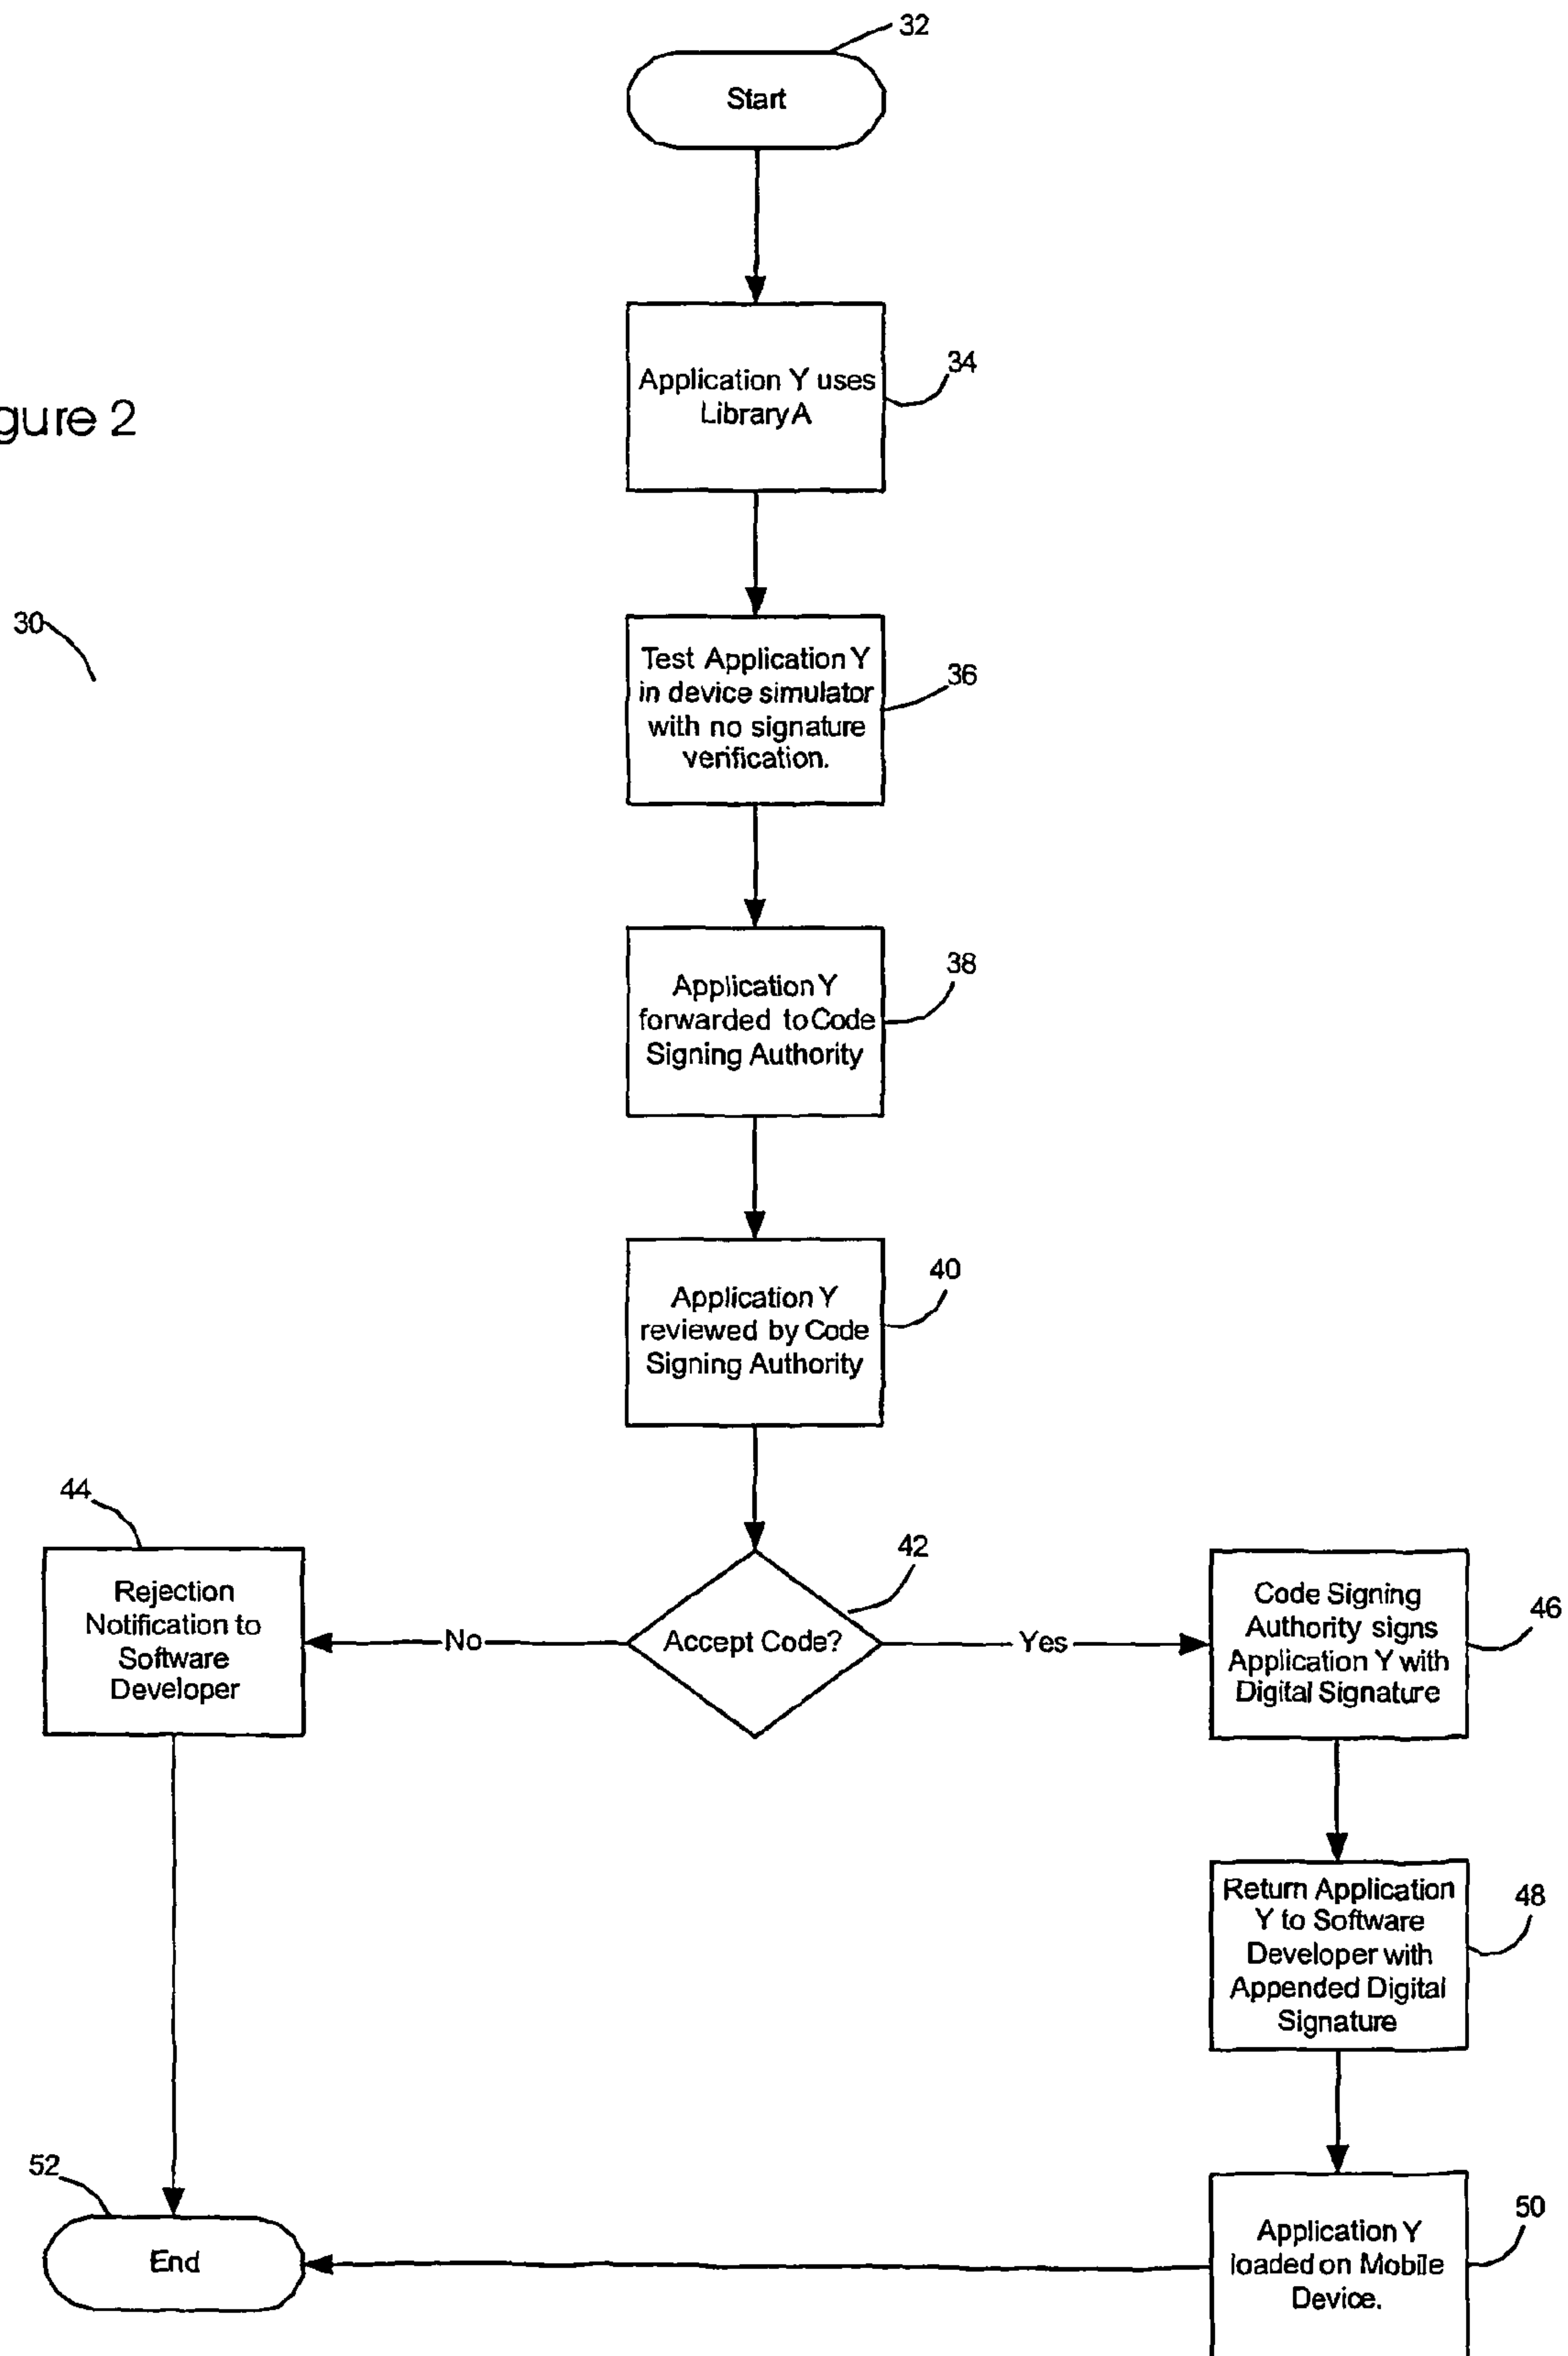 32
Start
34
Application Y uses
Library A
gure 2
30
36
Test Application Y
in device simulator
with no signature
verification.
38
Application Y
forwarded to Code
Signing Authority
40
Application Y
reviewed by Code
Signing Authority
44
42
Rejection
Notification to
Software
Developer
No
Accept Code?
Yes
Code Signing
Authority signs
Application Y with
Digital Signature
46
Return Application
Y to Software
Developer with
Appended Digital
Signature
48
52
End
Application Y
loaded on Mobile
Device.
50